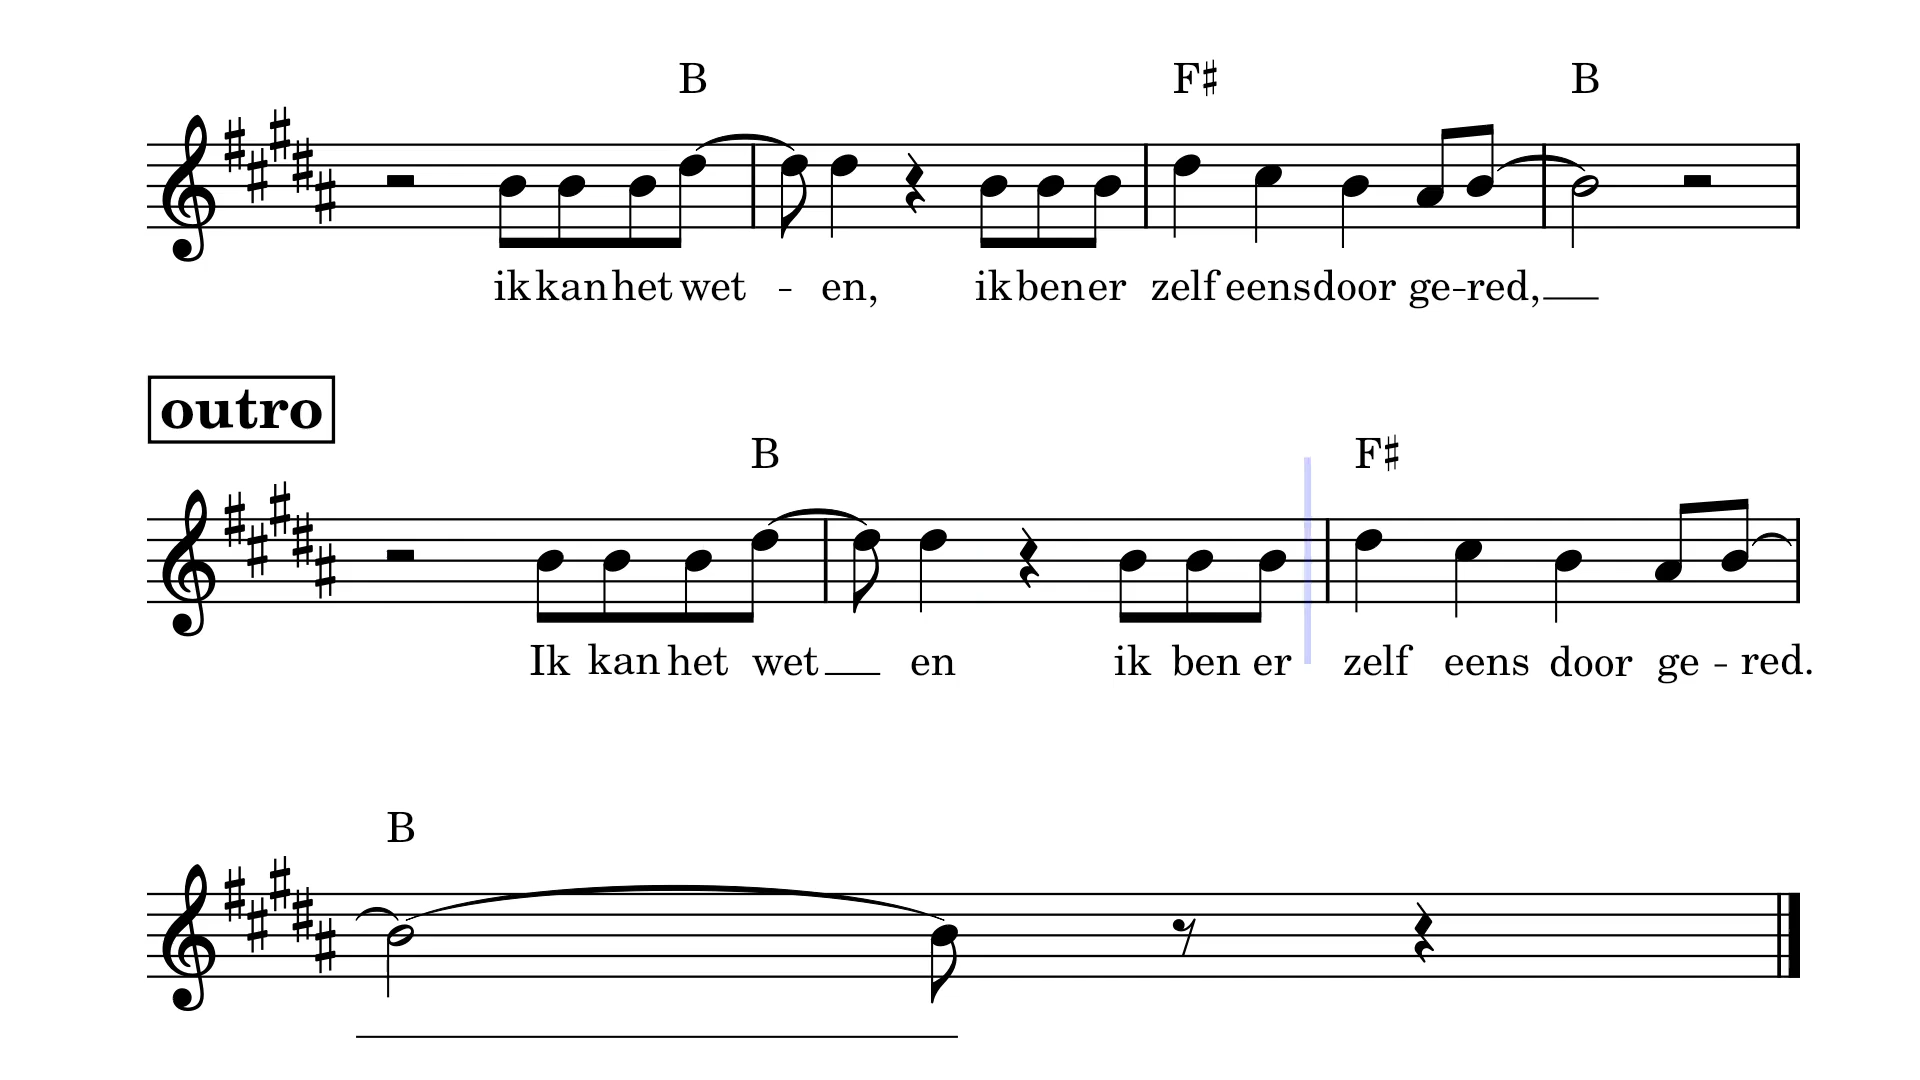 B F♯ B
ik kan het wet - en, ik ben er zelf eens door ge-red,
outro
B F♯
Ik kan het wet en ik ben er zelf eens door ge - red.
B